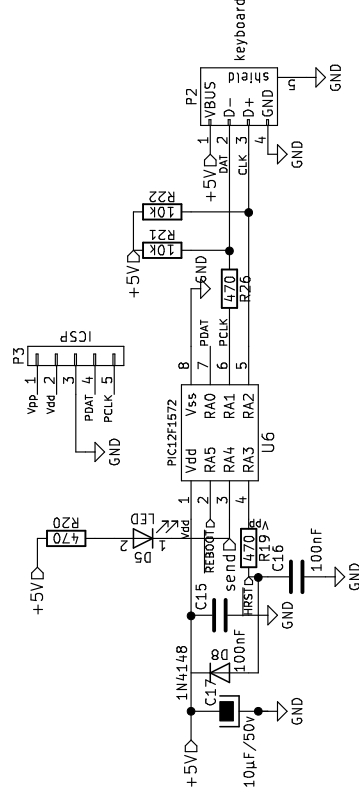 keyboard
P2
shield
VBUS
D-
D+
GND
1
2
3
4
5
GND
+5V
DAT
CLK
GND
R22
10k
R21
10k
+5V
GND
470
R26
P3
ICSP
Vpp
1
Vdd
2
3
PDAT
4
PCLK
5
GND
PDAT
PCLK
8
7
6
5
PIC12F1572
Vdd
Vss
RA5
RA0
RA4
RA1
RA3
RA2
U6
1
2
3
4
R20
470
+5V
LED
D5
2
1
Vdd
REBOOT
send
Vpp
470
R19
HRST
C16
100nF
GND
C15
100nF
GND
1N4148
D8
C17
10µF/50v
GND
+5V